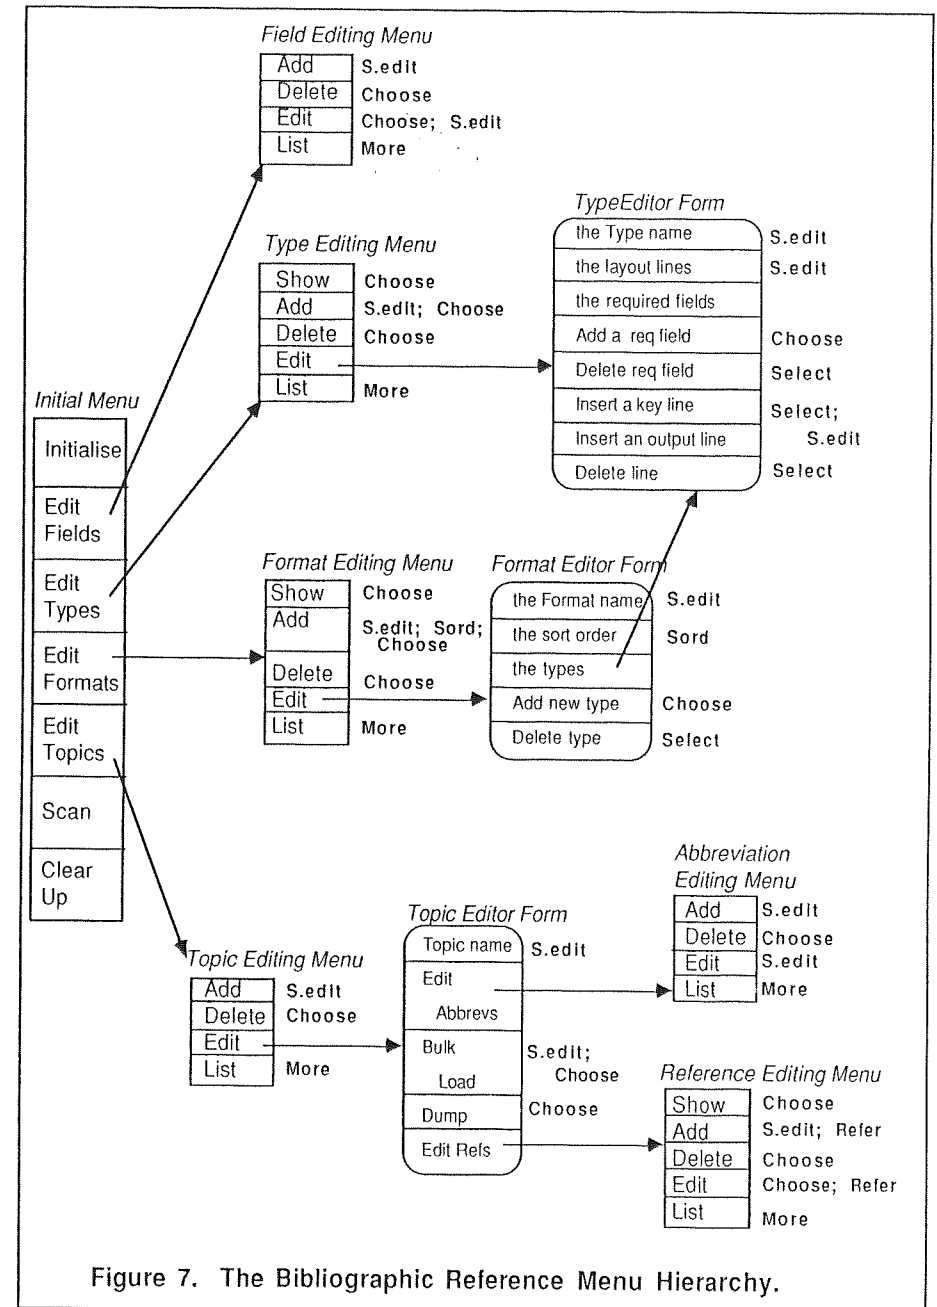 Field Editing Menu
Add S.edit
Delete Choose
Edit Choose; S.edit
List More
TypeEditor Form
the Type name S.edit
the layout lines S.edit
the required fields
Add a req field Choose
Delete req field Select
Insert a key line Select;
Insert an output line S.edit
Delete line Select
Type Editing Menu
Show Choose
Add S.edit; Choose
Delete Choose
Edit
List More
Initial Menu
Initialise
Edit
Fields
Edit
Types
Edit
Formats
Edit
Topics
Scan
Clear
Up
Format Editing Menu
Show Choose
Add S.edit; Sord;
Choose
Delete Choose
Edit
List More
Format Editor Form
the Format name S.edit
the sort order Sord
the types
Add new type Choose
Delete type Select
Topic Editing Menu
Add S.edit
Delete Choose
Edit
List More
Topic Editor Form
Topic name S.edit
Edit
Abbrevs
Bulk S.edit;
Load Choose
Dump Choose
Edit Refs
Abbreviation
Editing Menu
Add S.edit
Delete Choose
Edit S.edit
List More
Reference Editing Menu
Show Choose
Add S.edit; Refer
Delete Choose
Edit Choose; Refer
List More
Figure 7. The Bibliographic Reference Menu Hierarchy.